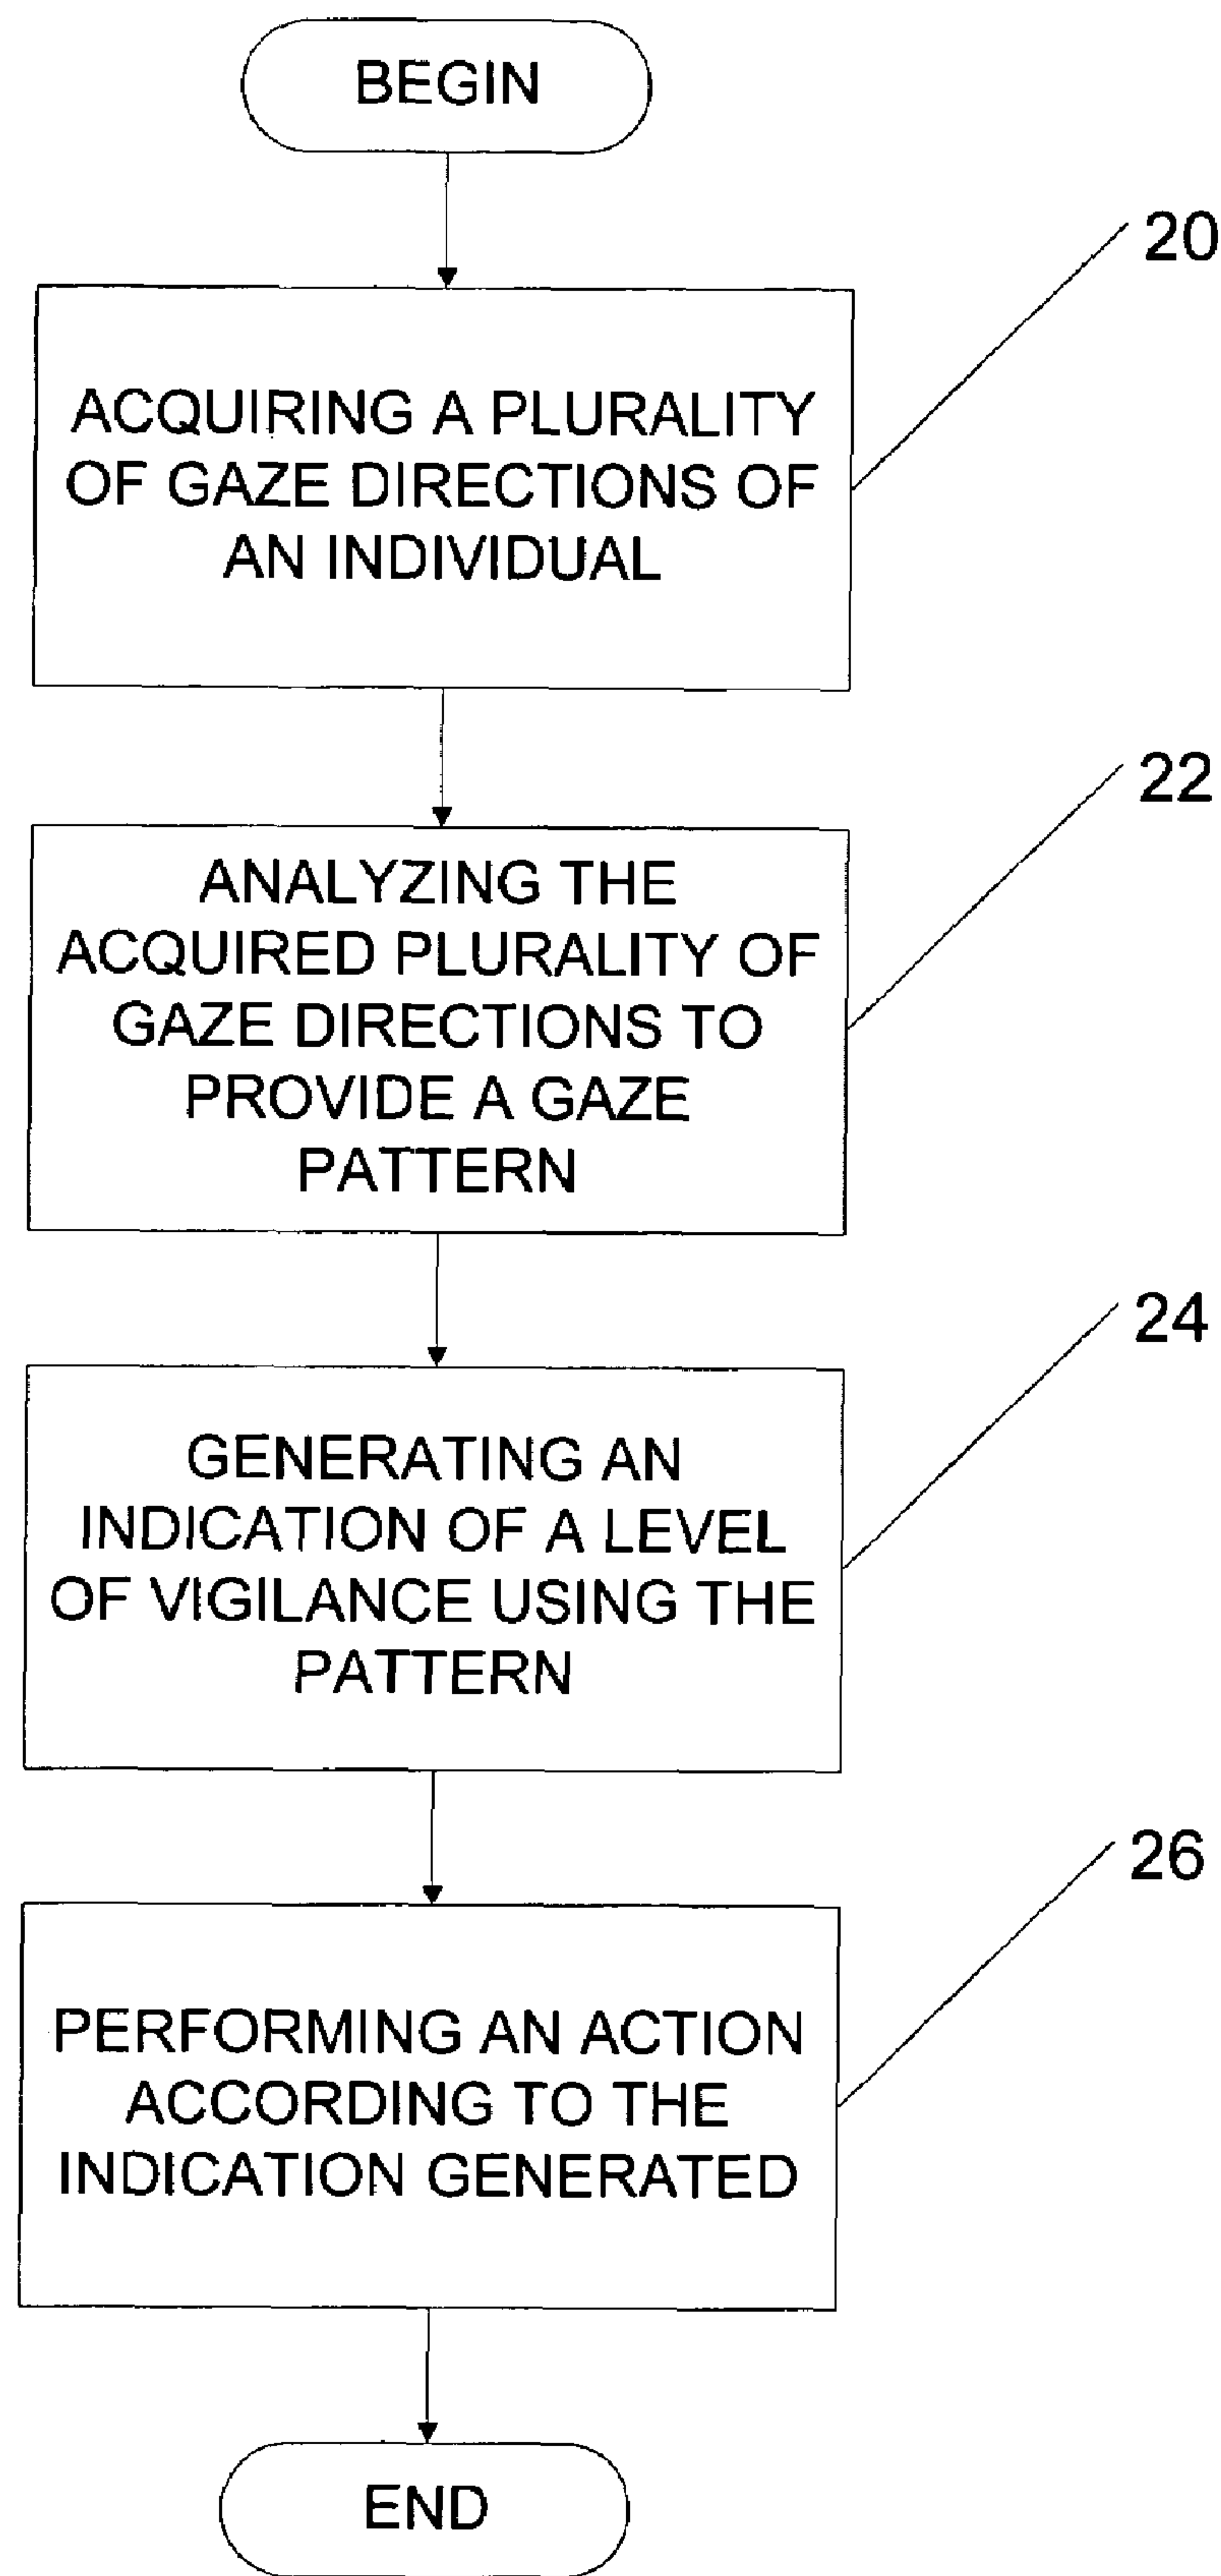 BEGIN
20
ACQUIRING A PLURALITY
OF GAZE DIRECTIONS OF
AN INDIVIDUAL
22
ANALYZING THE
ACQUIRED PLURALITY OF
GAZE DIRECTIONS TO
PROVIDE A GAZE
PATTERN
24
GENERATING AN
INDICATION OF A LEVEL
OF VIGILANCE USING THE
PATTERN
26
PERFORMING AN ACTION
ACCORDING TO THE
INDICATION GENERATED
END